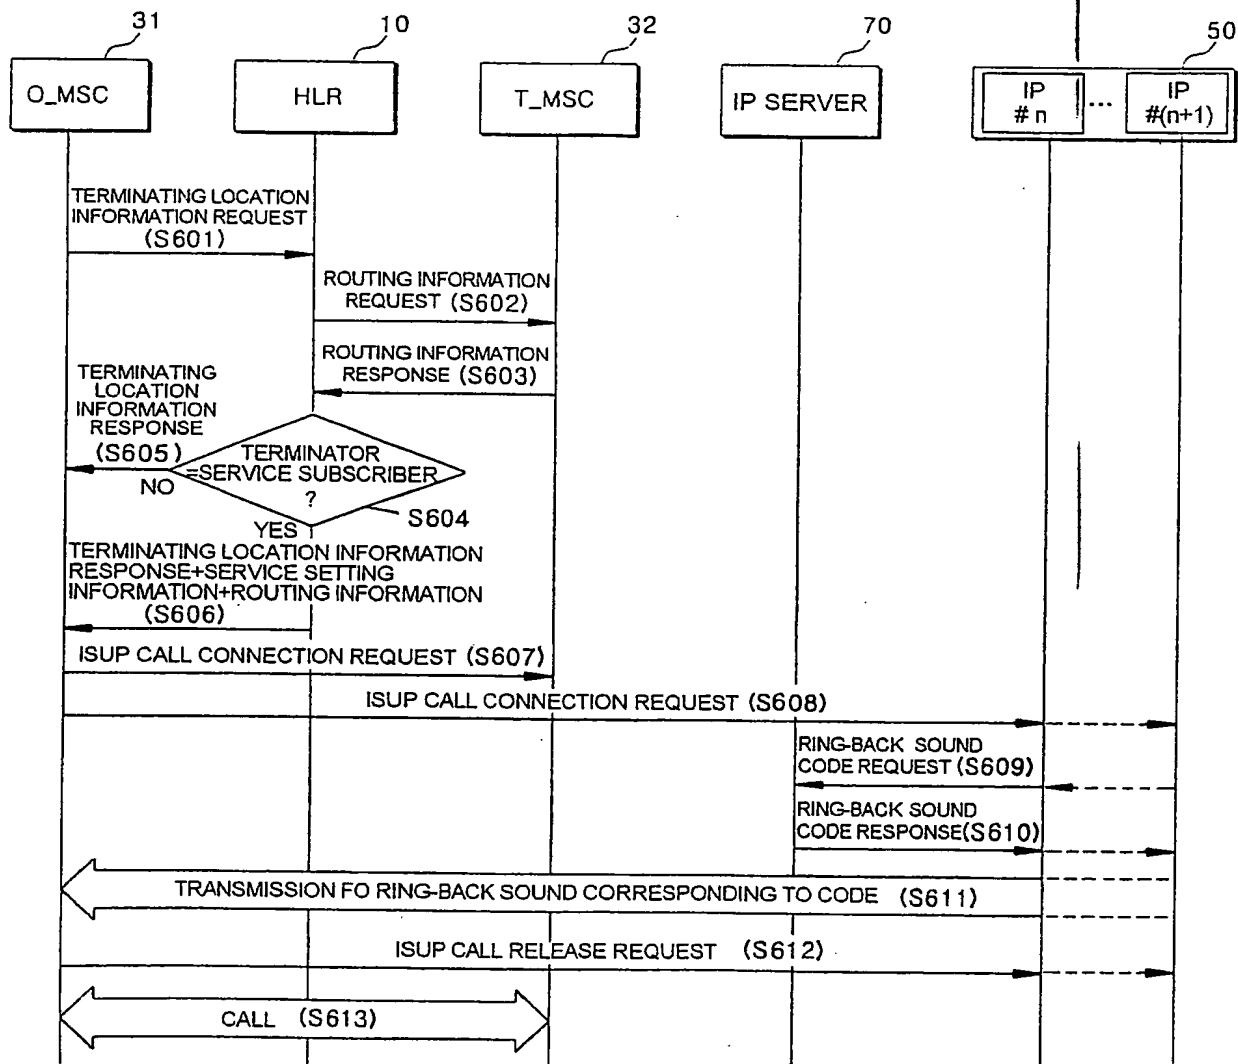 31
10
32
70
50
O_MSC
HLR
T_MSC
IP SERVER
IP
# n
...
IP
#(n+1)
TERMINATING LOCATION
INFORMATION REQUEST
(S601)
ROUTING INFORMATION
REQUEST (S602)
ROUTING INFORMATION
RESPONSE (S603)
TERMINATING
LOCATION
INFORMATION
RESPONSE
(S605)
NO
TERMINATOR
=SERVICE SUBSCRIBER
?
S604
YES
TERMINATING LOCATION INFORMATION
RESPONSE+SERVICE SETTING
INFORMATION+ROUTING INFORMATION
(S606)
ISUP CALL CONNECTION REQUEST (S607)
ISUP CALL CONNECTION REQUEST (S608)
RING-BACK SOUND
CODE REQUEST (S609)
RING-BACK SOUND
CODE RESPONSE(S610)
TRANSMISSION FO RING-BACK SOUND CORRESPONDING TO CODE (S611)
ISUP CALL RELEASE REQUEST (S612)
CALL (S613)